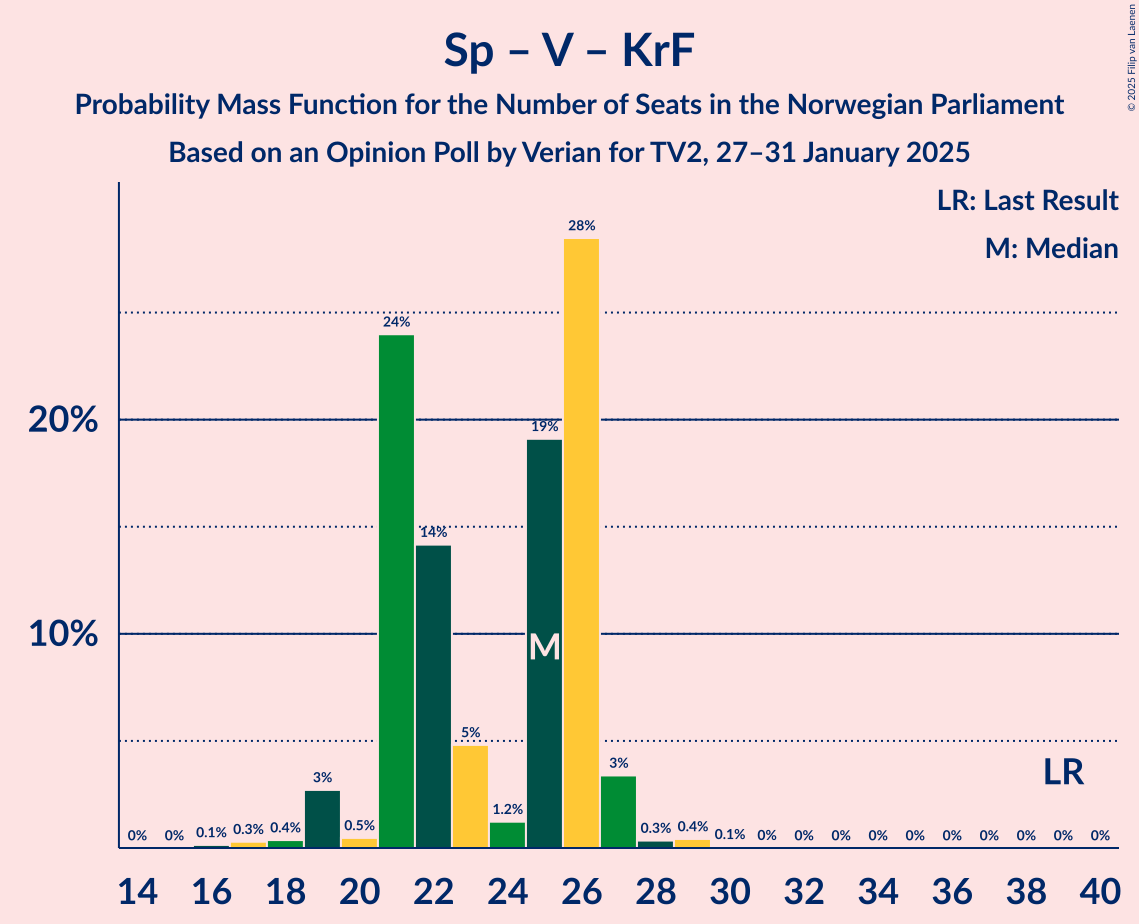 Sp – V – KrF
Probability Mass Function for the Number of Seats in the Norwegian Parliament
Based on an Opinion Poll by Verian for TV2, 27–31 January 2025
© 2025 Filip van Laenen
LR: Last Result
M: Median
28%
24%
20%
19%
14%
10%
M
5%
LR
3%
3%
1.2%
0% 0% 0.1% 0.3% 0.4% 0.5% 0.3% 0.4% 0.1% 0% 0% 0% 0% 0% 0% 0% 0% 0% 0%
14 16 18 20 22 24 26 28 30 32 34 36 38 40